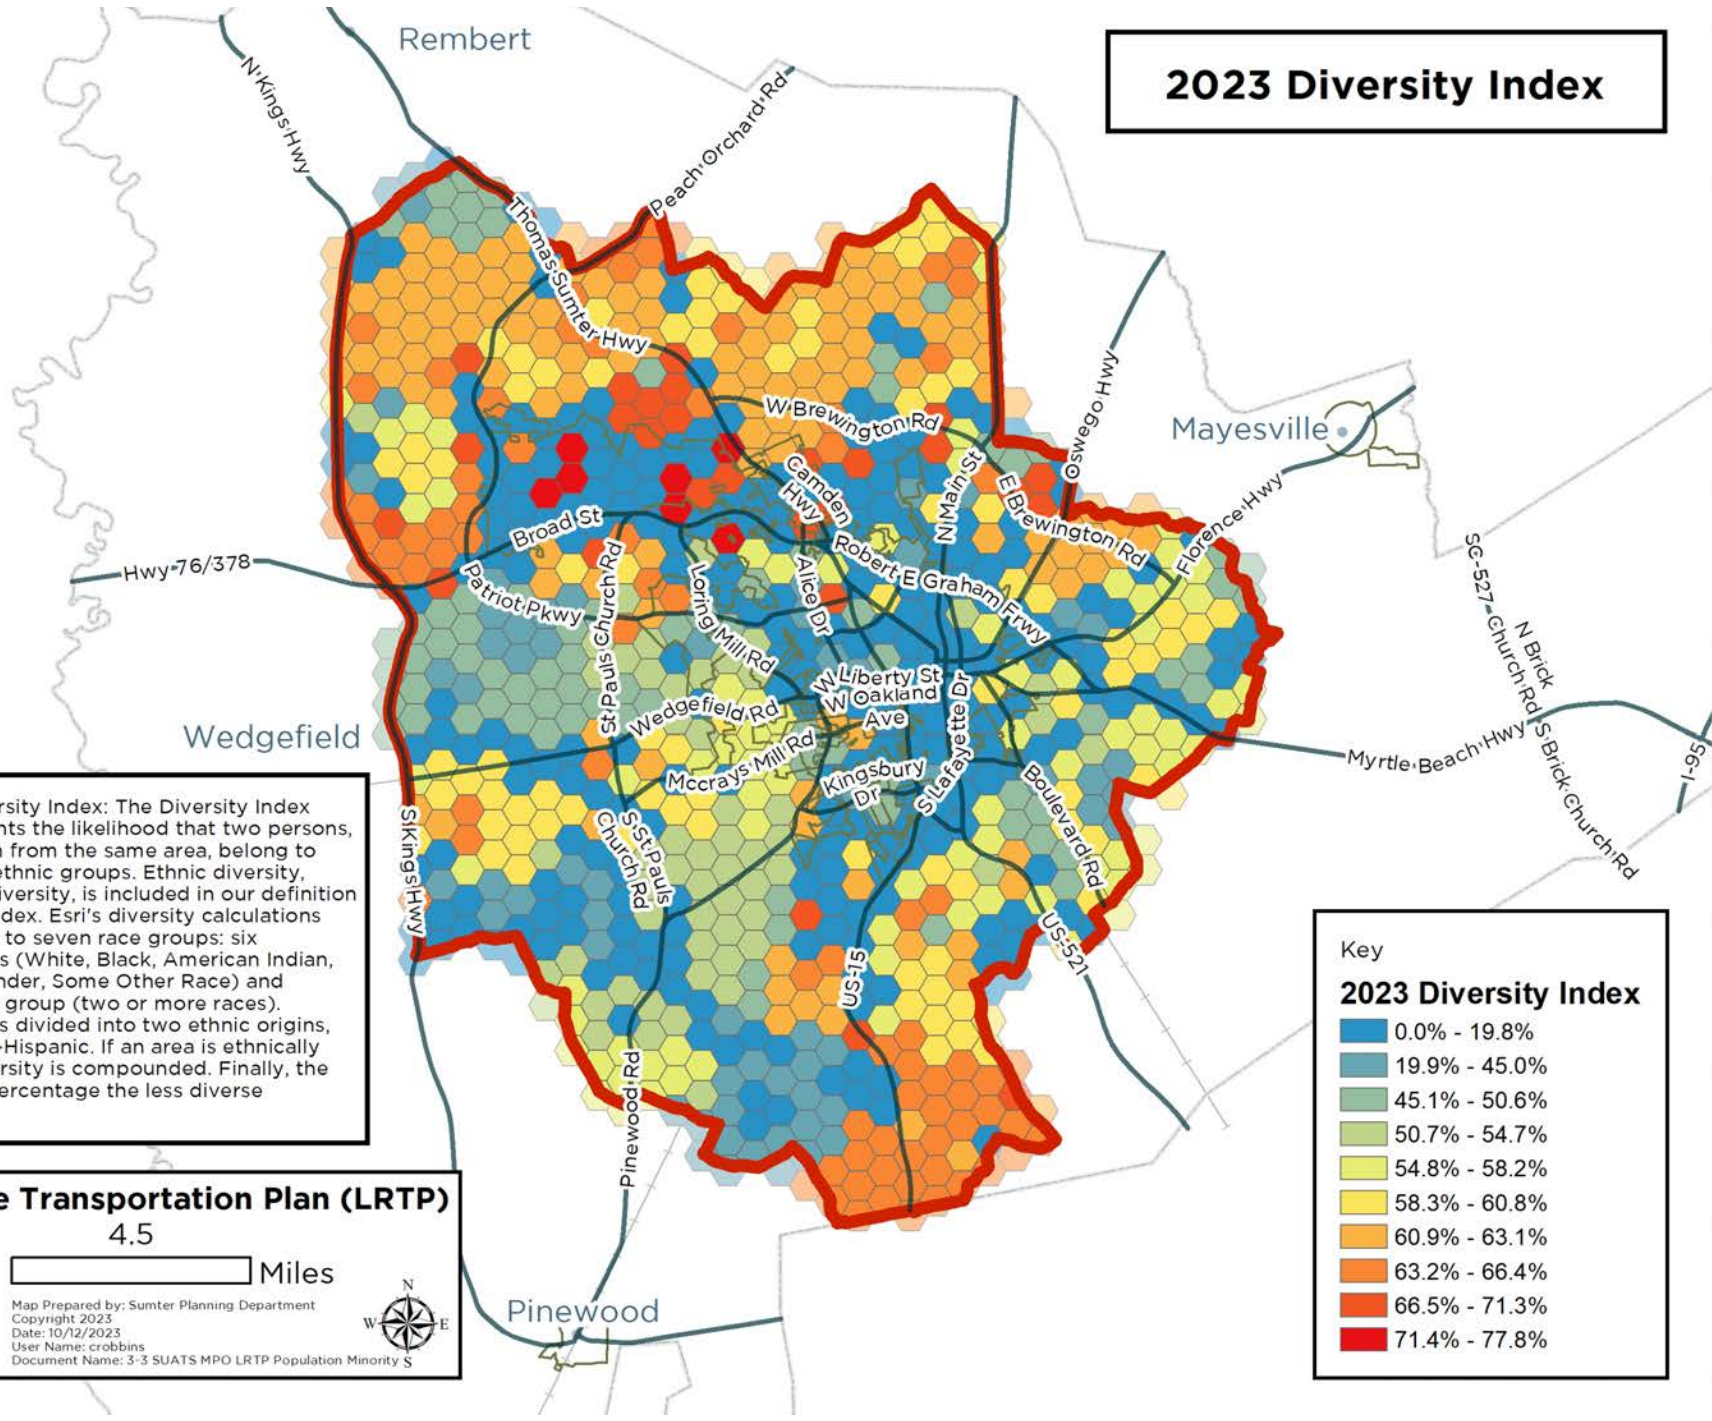 Rembert
2023 Diversity Index
N Kings Hwy
Peach Orchard Rd
Thomas Sumter Hwy
Oswego Hwy
W Brewington Rd
Mayesville
Camden
Hwy
N Main St
E Brewington Rd
Florence Hwy
Broad St
Hwy 76/378
Patriot Pkwy
St Pauls Church Rd
Loring Mill Rd
Alice Dr
Robert E Graham Frwy
SC-527
Church Rd
N Brick
W Liberty St
W Oakland
Ave
Wedgefield
Wedgefield Rd
Mccrays Mill Rd
Kingsbury
Dr
S Lafayette Dr
Boulevard Rd
Myrtle Beach Hwy
S Brick Church Rd
I-95
S Kings Hwy
S St Pauls
Church Rd
US-15
US-521
Pinewood Rd
rsity Index: The Diversity Index
nts the likelihood that two persons,
n from the same area, belong to
ethnic groups. Ethnic diversity,
iversity, is included in our definition
dex. Esri's diversity calculations
to seven race groups: six
s (White, Black, American Indian,
nder, Some Other Race) and
group (two or more races).
s divided into two ethnic origins,
-Hispanic. If an area is ethnically
rsity is compounded. Finally, the
ercentage the less diverse
Key
2023 Diversity Index
0.0% - 19.8%
19.9% - 45.0%
45.1% - 50.6%
50.7% - 54.7%
54.8% - 58.2%
58.3% - 60.8%
60.9% - 63.1%
63.2% - 66.4%
66.5% - 71.3%
71.4% - 77.8%
e Transportation Plan (LRTP)
4.5
Miles
Map Prepared by: Sumter Planning Department
Copyright 2023
Date: 10/12/2023
User Name: crobbins
Document Name: 3-3 SUATS MPO LRTP Population Minority
N
W E
S
Pinewood